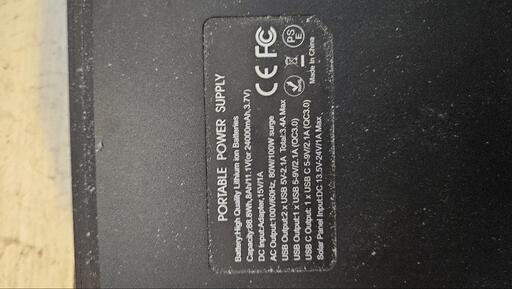 PORTABLE POWER SUPPLY
Battery:High Quality Lithium ion Batteries
Capacity:88.8Wh,8Ah/11.1V(or 24000mAh,3.7V)
DC Input:Adapter,15V/1A
AC Output:100V/60Hz, 80W/100W surge
USB Output:2 x USB 5V-2.1A Total:3.4A Max
USB Output:1 x USB 5-9V/2.1A (QC3.0)
USB C Output: 1 x USB C 5-9V/2.1A (QC3.0)
Solar Panel Input:DC 13.5V-24V/1A Max
CE FC
PSE
Made In China